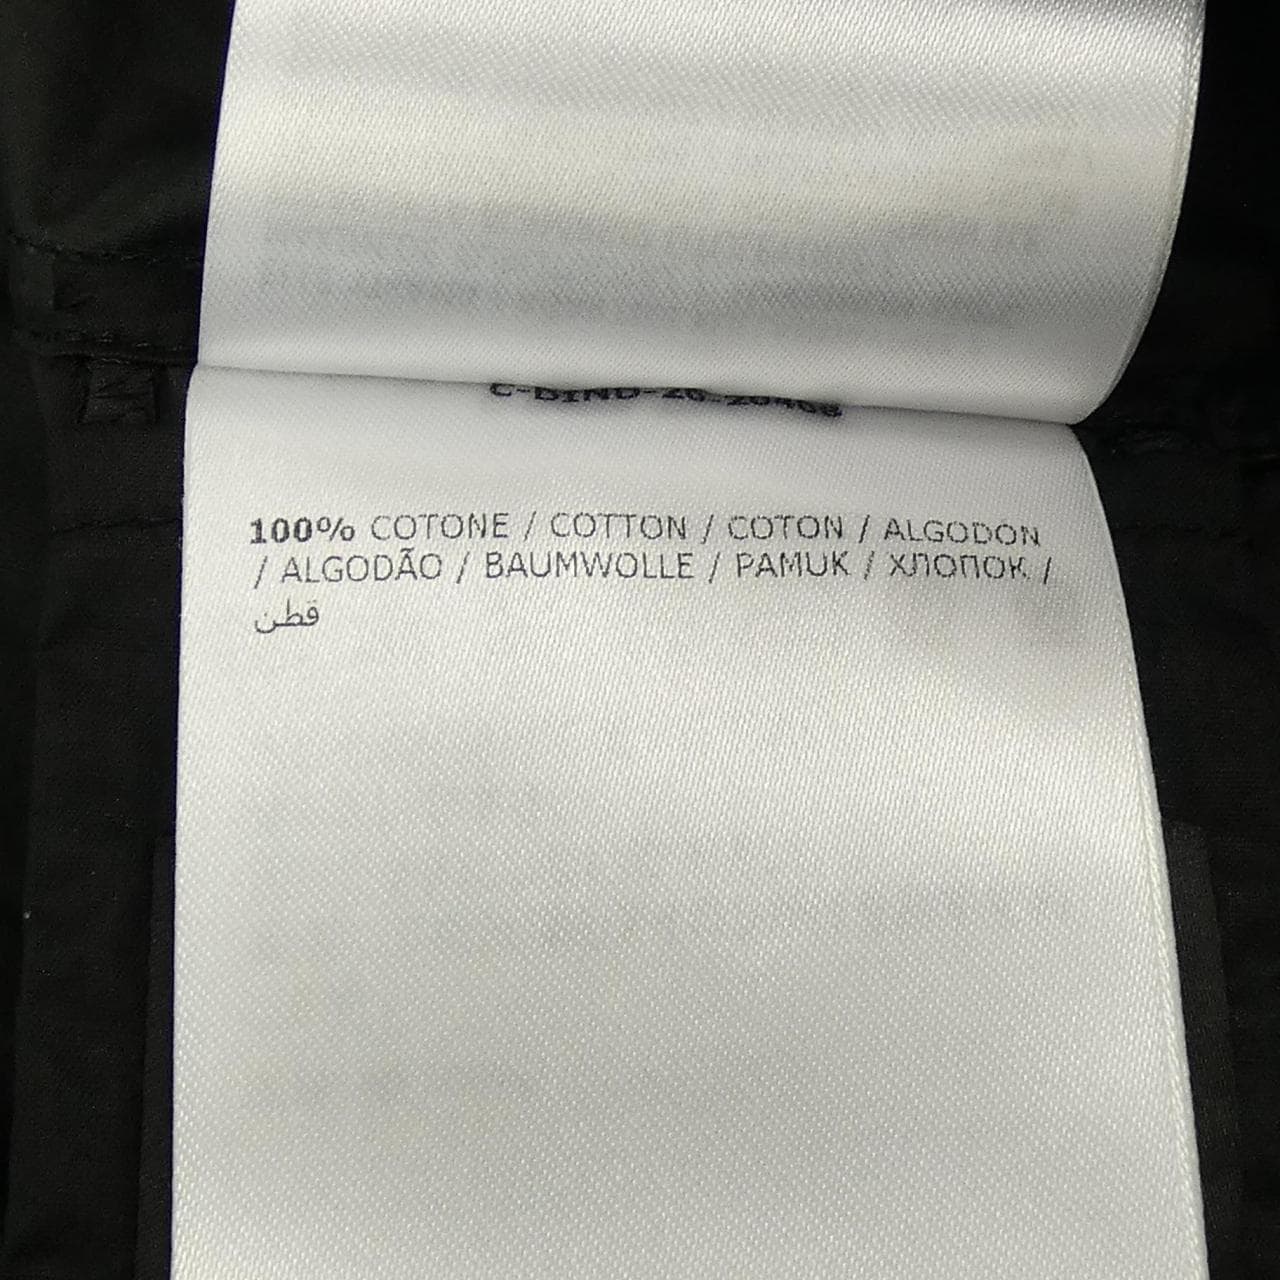 100% COTONE / COTTON / COTON / ALGODON
/ ALGODÃO / BAUMWOLLE / PAMUK / ХЛОПОК /
قطن